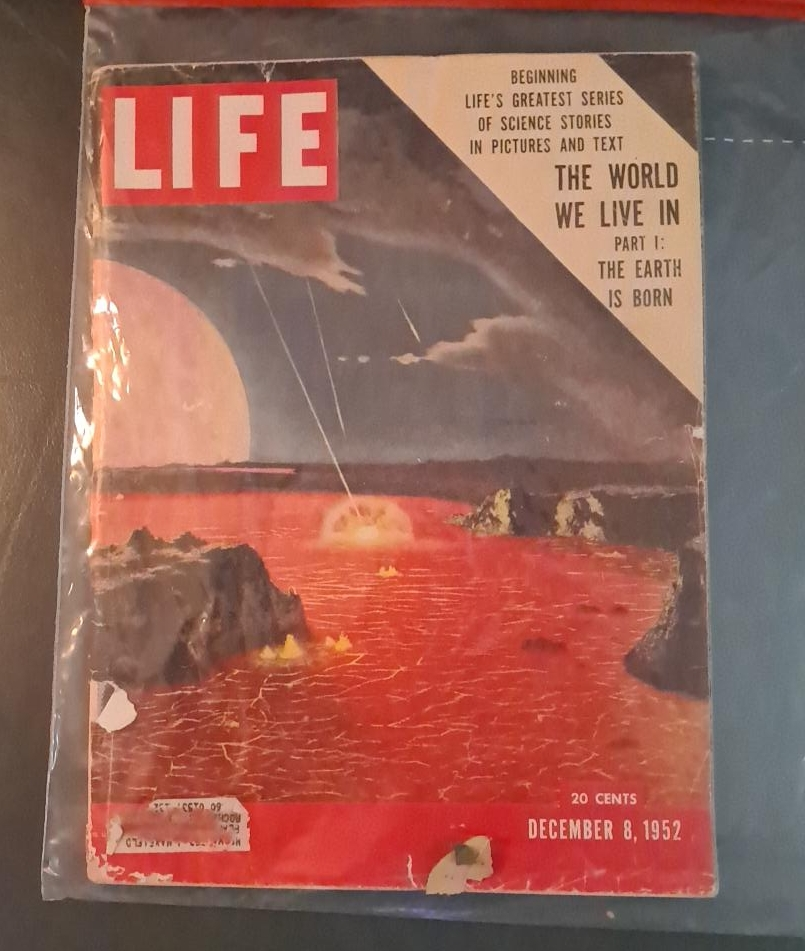 LIFE
BEGINNING
LIFE'S GREATEST SERIES
OF SCIENCE STORIES
IN PICTURES AND TEXT
THE WORLD
WE LIVE IN
PART I:
THE EARTH
IS BORN
20 CENTS
DECEMBER 8, 1952